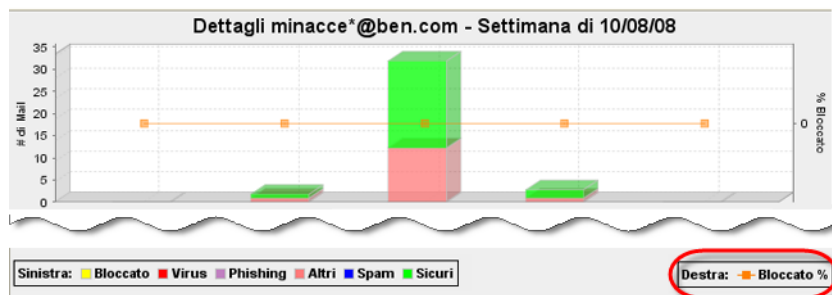 Dettagli minacce*@ben.com - Settimana di 10/08/08
35
30
25
20
15
10
5
0
# di Mail
0
% Bloccato
Sinistra: Bloccato Virus Phishing Altri Spam Sicuri
Destra: Bloccato %